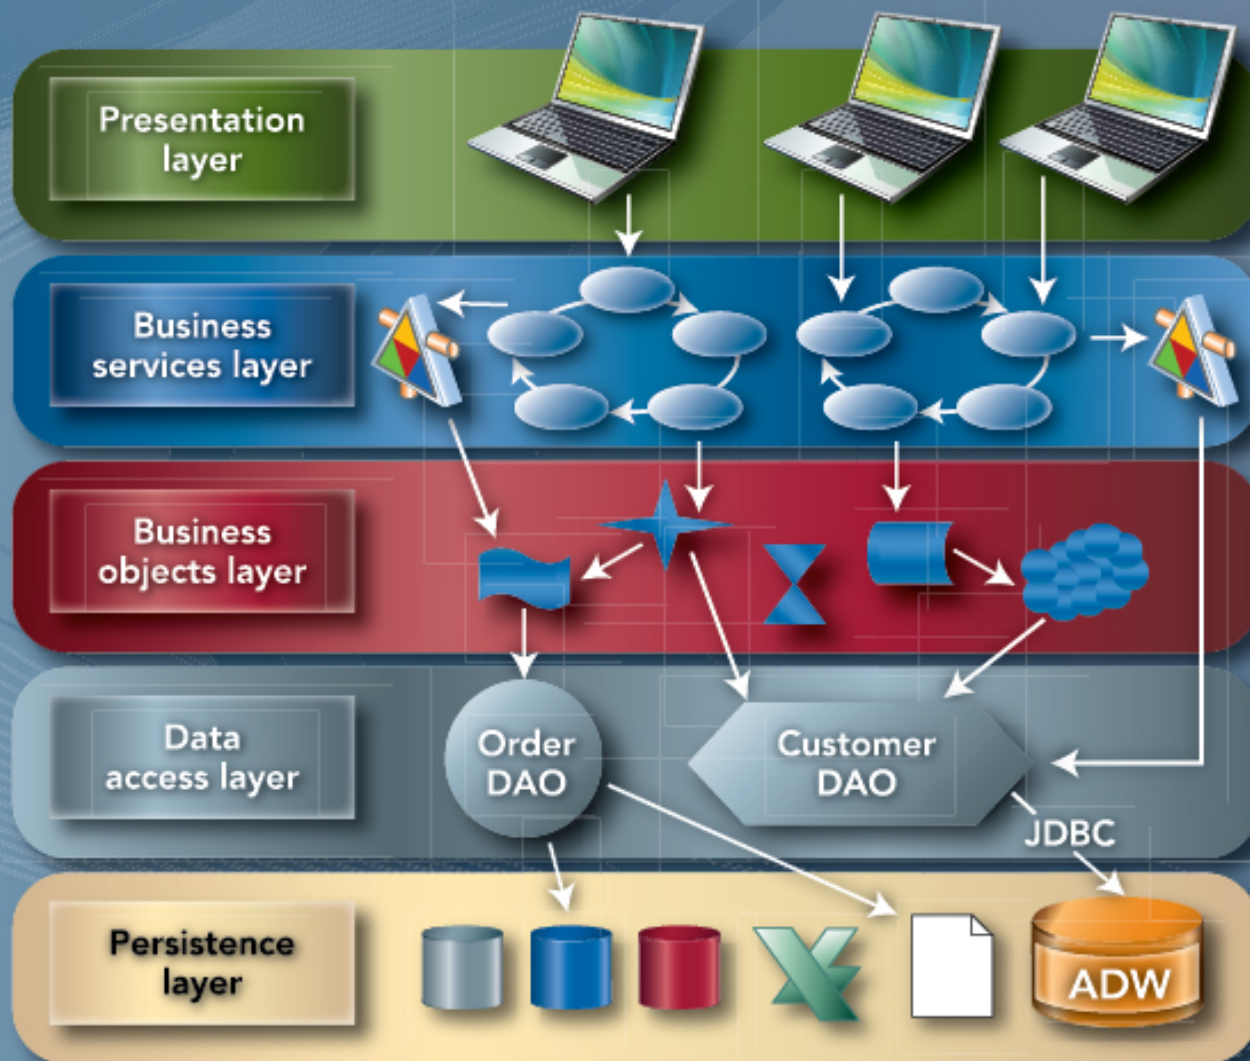 Presentation
layer
Business
services layer
Business
objects layer
Data
access layer
Order
DAO
Customer
DAO
JDBC
Persistence
layer
ADW